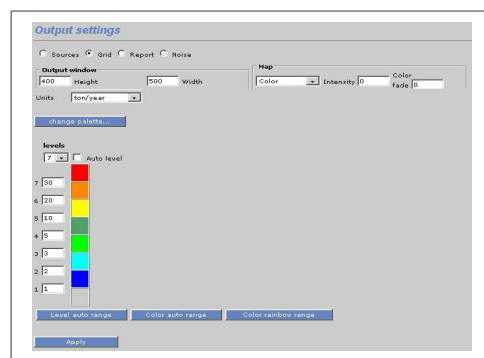 Output settings
Sources Grid Report Noise
Output window
400 Height 500 Width
Map
Color Intensity 0 Color fade 0
Units ton/year
change palette...
levels
7 Auto level
7 30
6 20
5 10
4 5
3 3
2 2
1 1
Level auto range Color auto range Color rainbow range
Apply